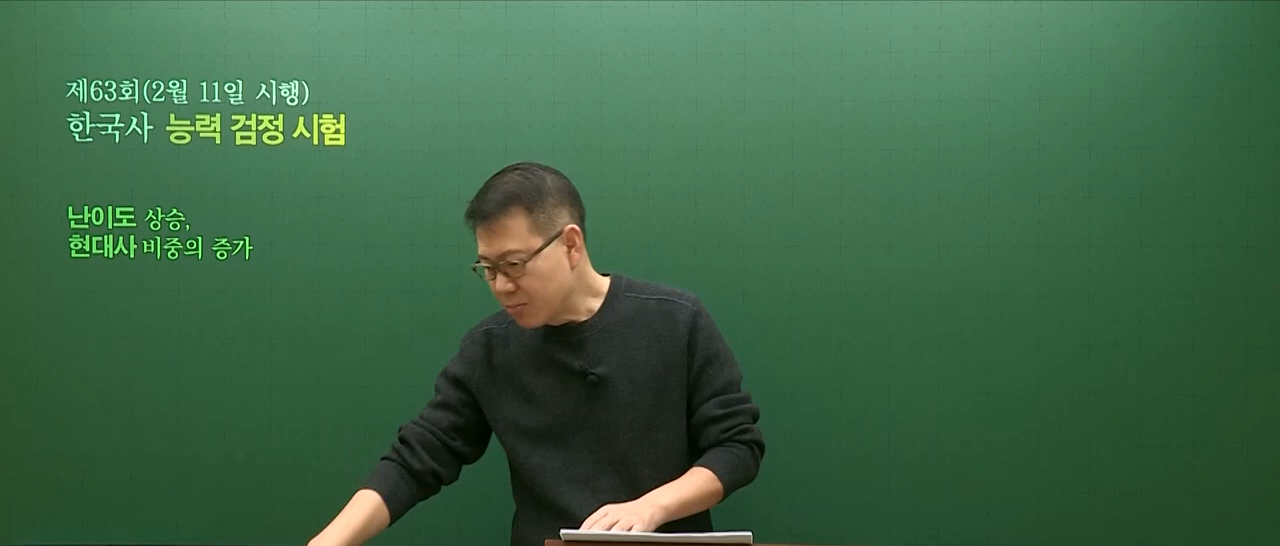 제63회(2월 11일 시행)
한국사 능력 검정 시험
난이도 상승,
현대사 비중의 증가